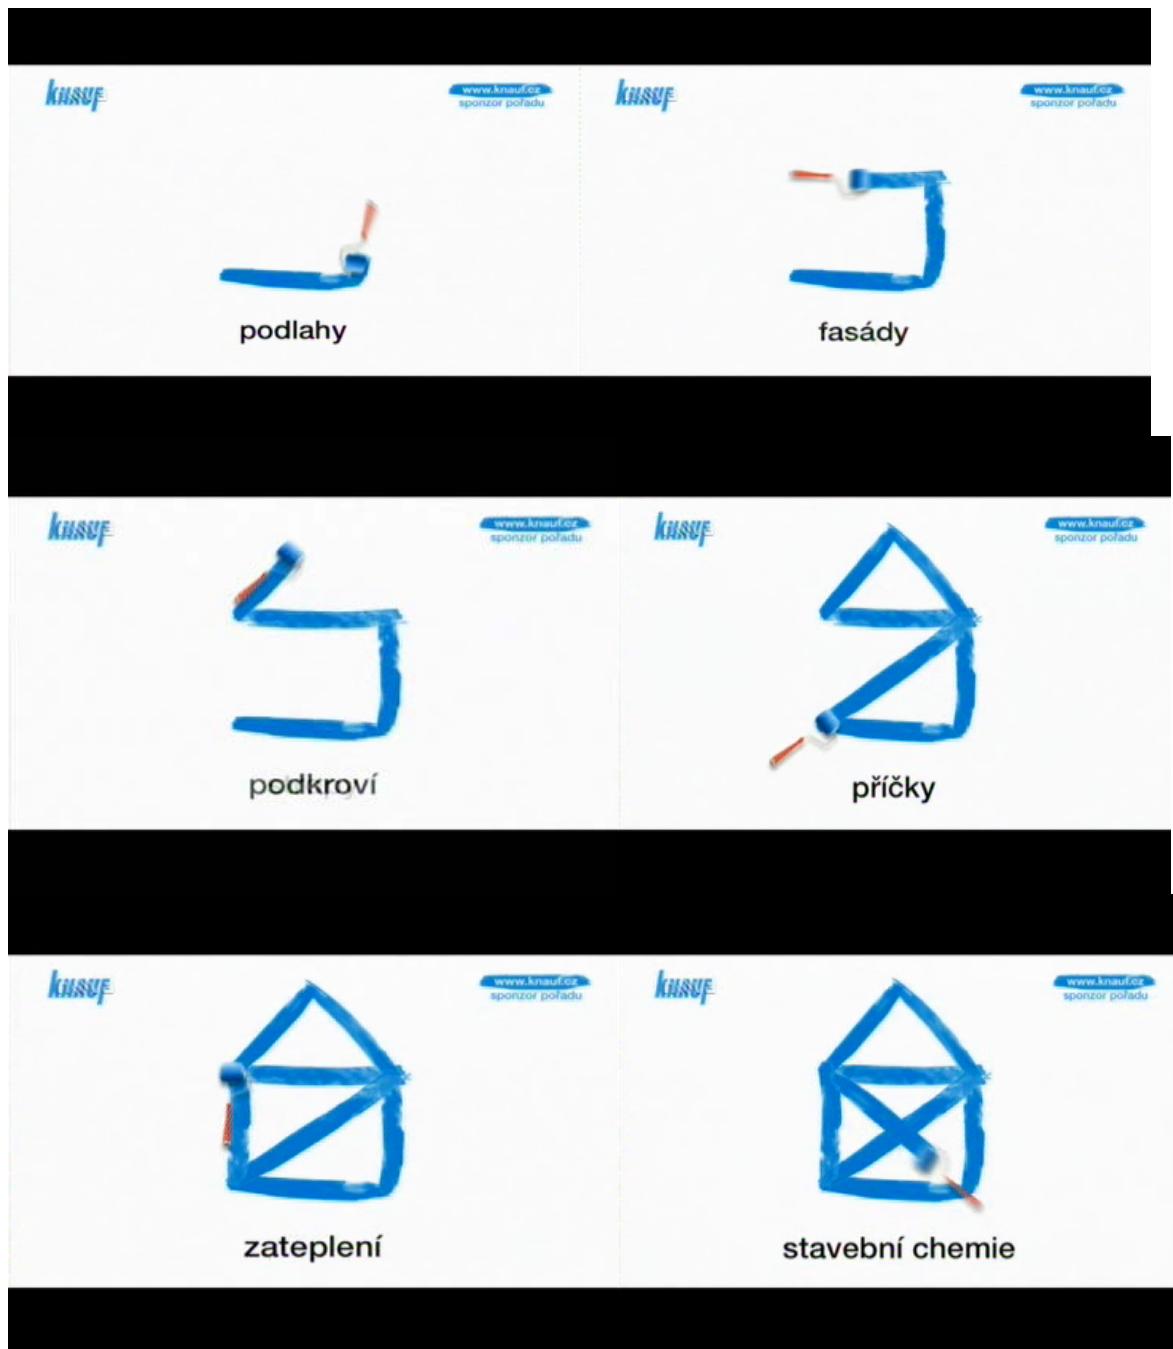 knauf
www.knauf.cz
sponzor pořadu
podlahy
knauf
www.knauf.cz
sponzor pořadu
fasády
knauf
www.knauf.cz
sponzor pořadu
podkroví
knauf
www.knauf.cz
sponzor pořadu
příčky
knauf
www.knauf.cz
sponzor pořadu
zateplení
knauf
www.knauf.cz
sponzor pořadu
stavební chemie